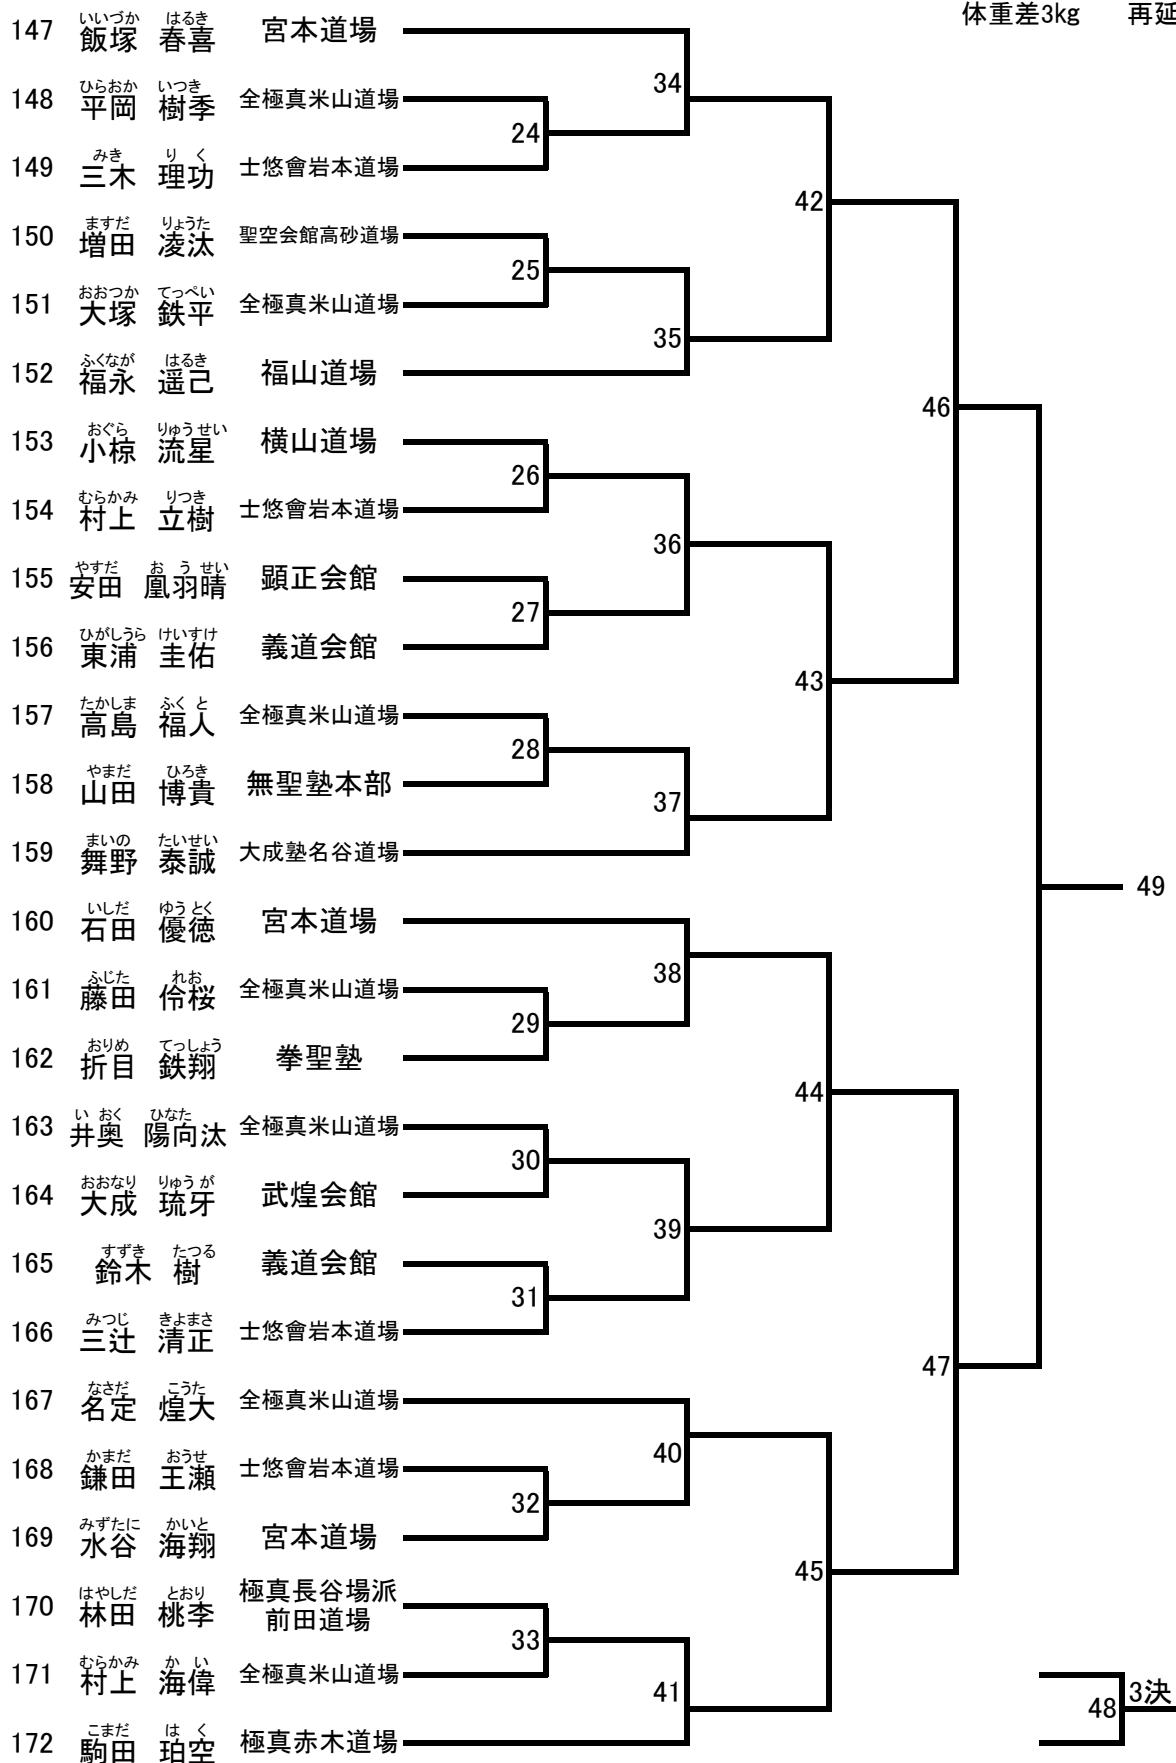 体重差3kg 再延
いいづか はるき
147 飯塚 春喜 宮本道場
34
ひらおか いつき
148 平岡 樹季 全極真米山道場
24
みき りく
149 三木 理功 士悠會岩本道場
42
ますだ りょうた
150 増田 凌汰 聖空会館高砂道場
25
おおつか てっぺい
151 大塚 鉄平 全極真米山道場
35
ふくなが はるき
152 福永 遥己 福山道場
46
おぐら りゅうせい
153 小椋 流星 横山道場
26
むらかみ りつき
154 村上 立樹 士悠會岩本道場
36
やすだ おうせい
155 安田 凰羽晴 顕正会館
27
ひがしうら けいすけ
156 東浦 圭佑 義道会館
43
たかしま ふくと
157 高島 福人 全極真米山道場
28
やまだ ひろき
158 山田 博貴 無聖塾本部
37
まいの たいせい
159 舞野 泰誠 大成塾名谷道場
49
いしだ ゆうとく
160 石田 優徳 宮本道場
38
ふじた れお
161 藤田 伶桜 全極真米山道場
29
おりめ てっしょう
162 折目 鉄翔 拳聖塾
44
いおく ひなた
163 井奥 陽向汰 全極真米山道場
30
おおなり りゅうが
164 大成 琉牙 武煌会館
39
すずき たつる
165 鈴木 樹 義道会館
31
みつじ きよまさ
166 三辻 清正 士悠會岩本道場
47
なさだ こうた
167 名定 煌大 全極真米山道場
40
かまだ おうせ
168 鎌田 王瀬 士悠會岩本道場
32
みずたに かいと
169 水谷 海翔 宮本道場
45
はやしだ とおり
170 林田 桃李 極真長谷場派
前田道場
33
むらかみ かい
171 村上 海偉 全極真米山道場
41
48 3決
こまだ はく
172 駒田 珀空 極真赤木道場